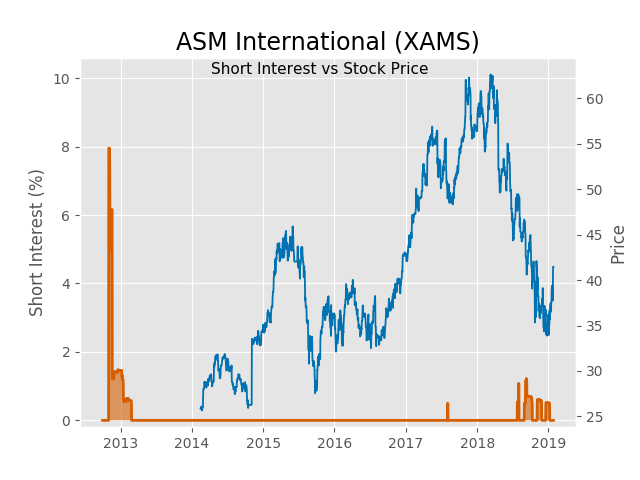 ASM International (XAMS)
Short Interest vs Stock Price
Short Interest (%)
10
8
6
4
2
0
60
55
50
45
40
35
30
25
Price
2013 2014 2015 2016 2017 2018 2019